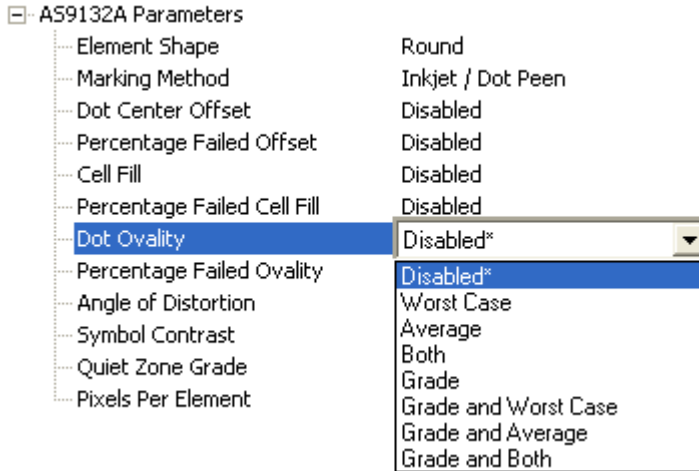 AS9132A Parameters
Element Shape Round
Marking Method Inkjet / Dot Peen
Dot Center Offset Disabled
Percentage Failed Offset Disabled
Cell Fill Disabled
Percentage Failed Cell Fill Disabled
Dot Ovality Disabled*
Percentage Failed Ovality Disabled*
Angle of Distortion Worst Case
Average
Symbol Contrast Both
Quiet Zone Grade Grade
Pixels Per Element Grade and Worst Case
Grade and Average
Grade and Both